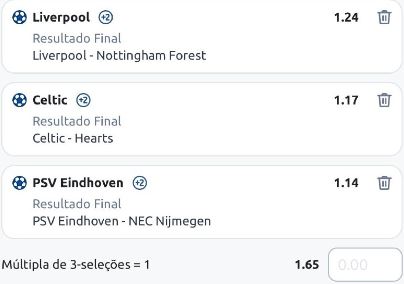 Liverpool +2 1.24
Resultado Final
Liverpool - Nottingham Forest
Celtic +2 1.17
Resultado Final
Celtic - Hearts
PSV Eindhoven +2 1.14
Resultado Final
PSV Eindhoven - NEC Nijmegen
Múltipla de 3-seleções = 1 1.65 0.00